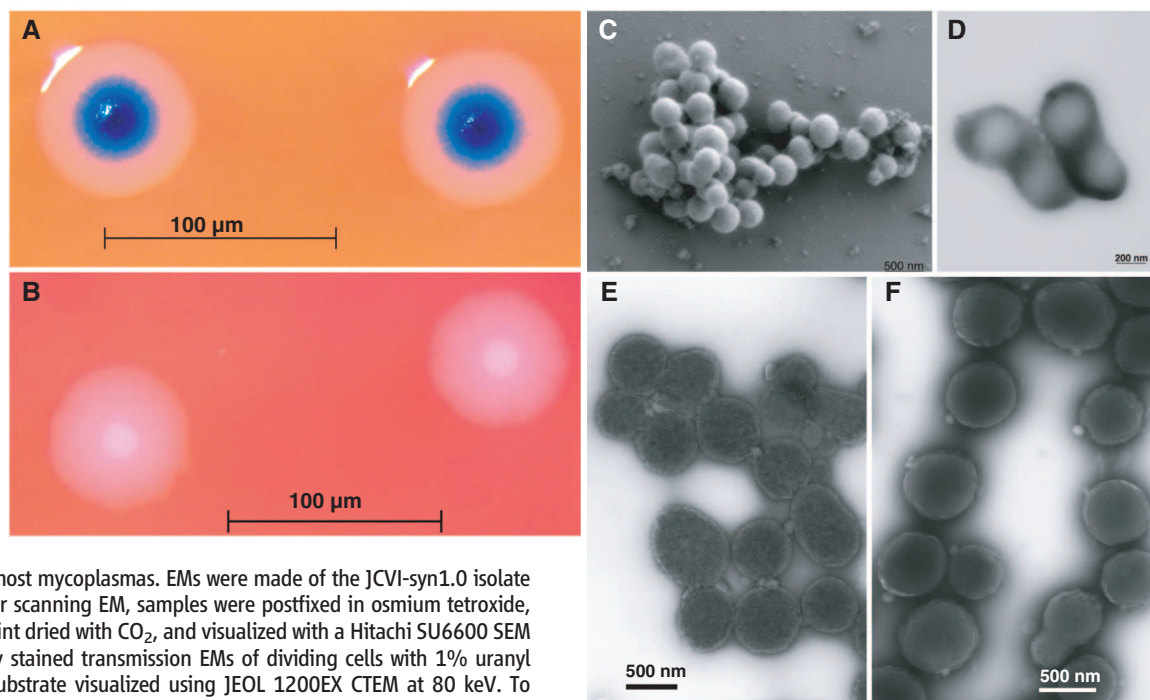 A
100 µm
B
100 µm
C
500 nm
D
200 nm
E
500 nm
F
500 nm
most mycoplasmas. EMs were made of the JCVI-syn1.0 isolate
scanning EM, samples were postfixed in osmium tetroxide,
dried with CO₂, and visualized with a Hitachi SU6600 SEM
stained transmission EMs of dividing cells with 1% uranyl
visualized using JEOL 1200EX CTEM at 80 keV. To